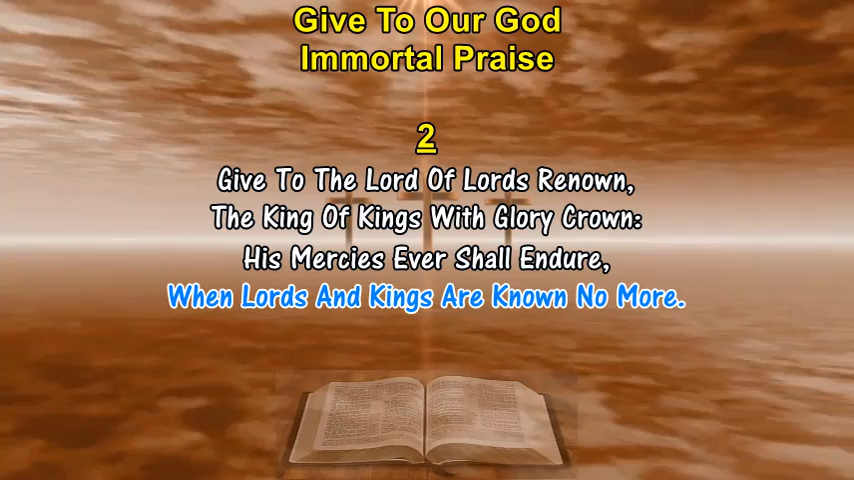 Give To Our God
Immortal Praise
2
Give To The Lord Of Lords Renown,
The King Of Kings With Glory Crown:
His Mercies Ever Shall Endure,
When Lords And Kings Are Known No More.